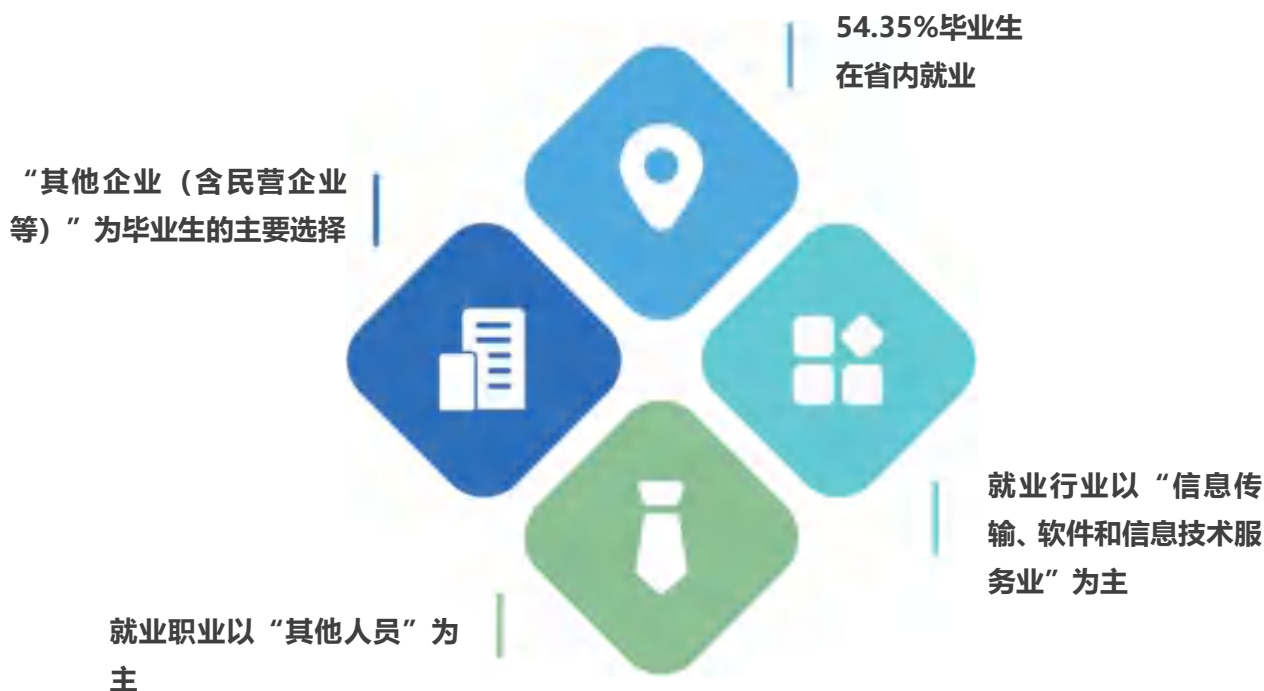 54.35%毕业生
在省内就业
“其他企业（含民营企业
等）”为毕业生的主要选择
就业行业以“信息传
输、软件和信息技术服
务业”为主
就业职业以“其他人员”为
主